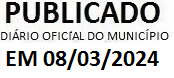 PUBLICADO
DIÁRIO OFICIAL DO MUNICÍPIO
EM 08/03/2024